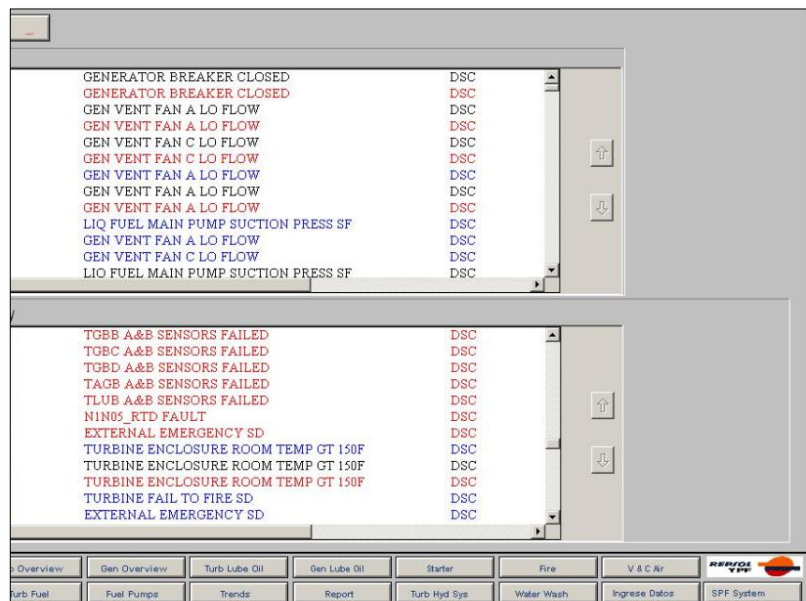 GENERATOR BREAKER CLOSED DSC
GENERATOR BREAKER CLOSED DSC
GEN VENT FAN A LO FLOW DSC
GEN VENT FAN A LO FLOW DSC
GEN VENT FAN C LO FLOW DSC
GEN VENT FAN C LO FLOW DSC
GEN VENT FAN A LO FLOW DSC
GEN VENT FAN A LO FLOW DSC
GEN VENT FAN A LO FLOW DSC
LIQ FUEL MAIN PUMP SUCTION PRESS SF DSC
GEN VENT FAN A LO FLOW DSC
GEN VENT FAN C LO FLOW DSC
LIQ FUEL MAIN PUMP SUCTION PRESS SF DSC
y
TGBB A&B SENSORS FAILED DSC
TGBC A&B SENSORS FAILED DSC
TGBD A&B SENSORS FAILED DSC
TAGB A&B SENSORS FAILED DSC
TLUB A&B SENSORS FAILED DSC
N1N05_RTD FAULT DSC
EXTERNAL EMERGENCY SD DSC
TURBINE ENCLOSURE ROOM TEMP GT 150F DSC
TURBINE ENCLOSURE ROOM TEMP GT 150F DSC
TURBINE ENCLOSURE ROOM TEMP GT 150F DSC
TURBINE FAIL TO FIRE SD DSC
EXTERNAL EMERGENCY SD DSC
Overview Gen Overview Turb Lube Oil Gen Lube Oil Starter Fire V & C Air REPSOL YPF
Turb Fuel Fuel Pumps Trends Report Turb Hyd Sys Water Wash Ingrese Datos SPF System